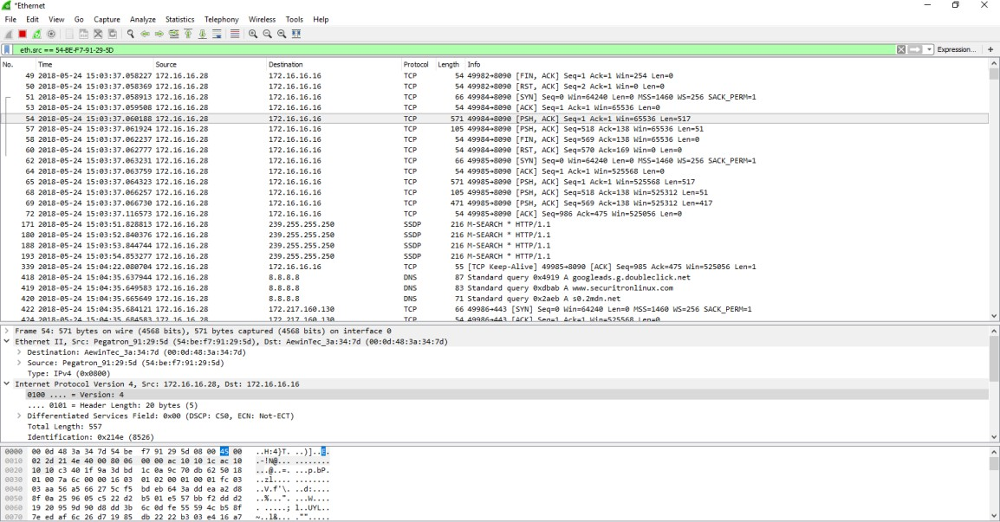 *Ethernet
File Edit View Go Capture Analyze Statistics Telephony Wireless Tools Help
eth.src == 54-BE-F7-91-29-5D Expression... +
No. Time Source Destination Protocol Length Info
49 2018-05-24 15:03:37.058227 172.16.16.28 172.16.16.16 TCP 54 49982→8090 [FIN, ACK] Seq=1 Ack=1 Win=254 Len=0
50 2018-05-24 15:03:37.058369 172.16.16.28 172.16.16.16 TCP 54 49982→8090 [RST, ACK] Seq=2 Ack=1 Win=0 Len=0
51 2018-05-24 15:03:37.058913 172.16.16.28 172.16.16.16 TCP 66 49984→8090 [SYN] Seq=0 Win=64240 Len=0 MSS=1460 WS=256 SACK_PERM=1
53 2018-05-24 15:03:37.059508 172.16.16.28 172.16.16.16 TCP 54 49984→8090 [ACK] Seq=1 Ack=1 Win=65536 Len=0
54 2018-05-24 15:03:37.060188 172.16.16.28 172.16.16.16 TCP 571 49984→8090 [PSH, ACK] Seq=1 Ack=1 Win=65536 Len=517
57 2018-05-24 15:03:37.061924 172.16.16.28 172.16.16.16 TCP 105 49984→8090 [PSH, ACK] Seq=518 Ack=138 Win=65536 Len=51
58 2018-05-24 15:03:37.062237 172.16.16.28 172.16.16.16 TCP 54 49984→8090 [FIN, ACK] Seq=569 Ack=138 Win=65536 Len=0
60 2018-05-24 15:03:37.062777 172.16.16.28 172.16.16.16 TCP 54 49984→8090 [RST, ACK] Seq=570 Ack=169 Win=0 Len=0
62 2018-05-24 15:03:37.063231 172.16.16.28 172.16.16.16 TCP 66 49985→8090 [SYN] Seq=0 Win=64240 Len=0 MSS=1460 WS=256 SACK_PERM=1
64 2018-05-24 15:03:37.063759 172.16.16.28 172.16.16.16 TCP 54 49985→8090 [ACK] Seq=1 Ack=1 Win=525568 Len=0
65 2018-05-24 15:03:37.064323 172.16.16.28 172.16.16.16 TCP 571 49985→8090 [PSH, ACK] Seq=1 Ack=1 Win=525568 Len=517
68 2018-05-24 15:03:37.066257 172.16.16.28 172.16.16.16 TCP 105 49985→8090 [PSH, ACK] Seq=518 Ack=138 Win=525312 Len=51
69 2018-05-24 15:03:37.066730 172.16.16.28 172.16.16.16 TCP 471 49985→8090 [PSH, ACK] Seq=569 Ack=138 Win=525312 Len=417
72 2018-05-24 15:03:37.116573 172.16.16.28 172.16.16.16 TCP 54 49985→8090 [ACK] Seq=986 Ack=475 Win=525056 Len=0
171 2018-05-24 15:03:51.828813 172.16.16.28 239.255.255.250 SSDP 216 M-SEARCH * HTTP/1.1
180 2018-05-24 15:03:52.840376 172.16.16.28 239.255.255.250 SSDP 216 M-SEARCH * HTTP/1.1
188 2018-05-24 15:03:53.844744 172.16.16.28 239.255.255.250 SSDP 216 M-SEARCH * HTTP/1.1
193 2018-05-24 15:03:54.853277 172.16.16.28 239.255.255.250 SSDP 216 M-SEARCH * HTTP/1.1
339 2018-05-24 15:04:22.080704 172.16.16.28 172.16.16.16 TCP 55 [TCP Keep-Alive] 49985→8090 [ACK] Seq=985 Ack=475 Win=525056 Len=1
418 2018-05-24 15:04:35.637944 172.16.16.28 8.8.8.8 DNS 87 Standard query 0x4919 A googleads.g.doubleclick.net
419 2018-05-24 15:04:35.649583 172.16.16.28 8.8.8.8 DNS 83 Standard query 0xdbab A www.securitronlinux.com
420 2018-05-24 15:04:35.665649 172.16.16.28 8.8.8.8 DNS 71 Standard query 0x2aeb A s0.2mdn.net
422 2018-05-24 15:04:35.684121 172.16.16.28 172.217.160.130 TCP 66 49986→443 [SYN] Seq=0 Win=64240 Len=0 MSS=1460 WS=256 SACK_PERM=1
424 2018-05-24 15:04:35.684583 172.16.16.28 172.217.160.130 TCP 54 49986→443 [ACK] Seq=1 Ack=1 Win=65536 Len=0
Frame 54: 571 bytes on wire (4568 bits), 571 bytes captured (4568 bits) on interface 0
Ethernet II, Src: Pegatron_91:29:5d (54:be:f7:91:29:5d), Dst: AewinTec_3a:34:7d (00:0d:48:3a:34:7d)
Destination: AewinTec_3a:34:7d (00:0d:48:3a:34:7d)
Source: Pegatron_91:29:5d (54:be:f7:91:29:5d)
Type: IPv4 (0x0800)
Internet Protocol Version 4, Src: 172.16.16.28, Dst: 172.16.16.16
0100 .... = Version: 4
.... 0101 = Header Length: 20 bytes (5)
Differentiated Services Field: 0x00 (DSCP: CS0, ECN: Not-ECT)
Total Length: 557
Identification: 0x214e (8526)
0000 00 0d 48 3a 34 7d 54 be f7 91 29 5d 08 00 45 00 ..H:4}T. ..)]..E.
0010 02 2d 21 4e 40 00 80 06 00 00 ac 10 10 1c ac 10 .-!N@... ........
0020 10 10 c3 40 1f 9a 3d bd 1c 0a 9c 70 db 62 50 18 ...@..=. ...p.bP.
0030 01 00 7a 6c 00 00 16 03 01 02 00 01 00 01 fc 03 ..zl.... ........
0040 03 aa 56 a5 66 27 5c f5 bd eb 64 3a dd ea a2 d8 ..V.f'\. ..d:....
0050 8f 0a 25 96 05 c5 22 d2 b5 01 e5 57 bb f2 dd d2 ..%...". ...W....
0060 19 20 95 9d 90 d8 dd 3b 6c 0d fe 55 59 4c b5 8f . .....; l..UYL..
0070 7e ed af 6c 26 d7 19 85 db 22 22 b3 03 e4 16 a7 ~..l&... ."".....